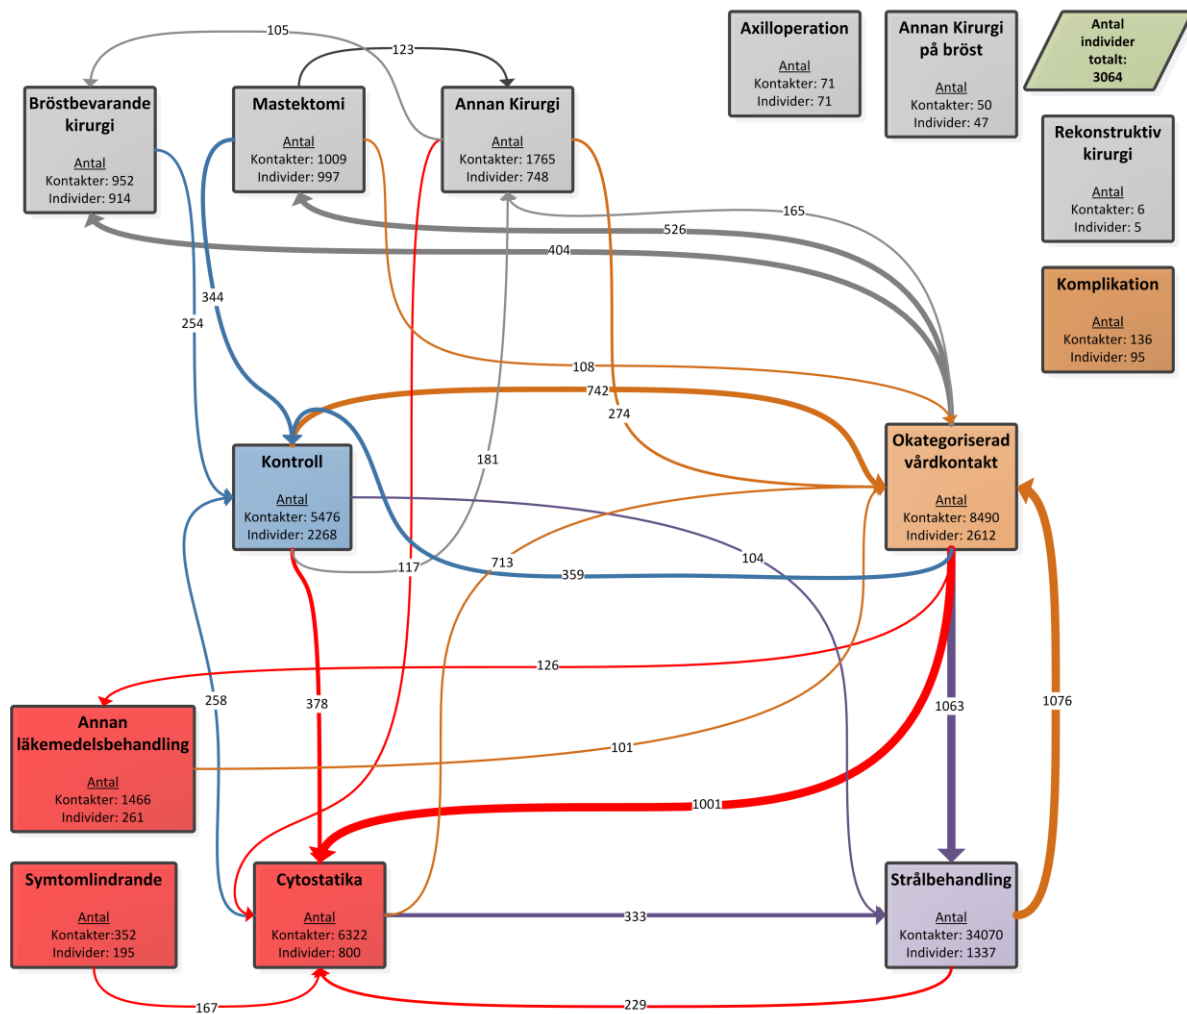 105
123
Axilloperation
Antal
Kontakter: 71
Individer: 71
Annan Kirurgi
på bröst
Antal
Kontakter: 50
Individer: 47
Antal
individer
totalt:
3064
Bröstbevarande
kirurgi
Antal
Kontakter: 952
Individer: 914
Mastektomi
Antal
Kontakter: 1009
Individer: 997
Annan Kirurgi
Antal
Kontakter: 1765
Individer: 748
Rekonstruktiv
kirurgi
Antal
Kontakter: 6
Individer: 5
165
526
404
Komplikation
Antal
Kontakter: 136
Individer: 95
344
254
108
742
274
181
Kontroll
Antal
Kontakter: 5476
Individer: 2268
Okategoriserad
vårdkontakt
Antal
Kontakter: 8490
Individer: 2612
117
713
359
104
126
258
378
1063
1076
101
1001
Annan
läkemedelsbehandling
Antal
Kontakter: 1466
Individer: 261
Symtomlindrande
Antal
Kontakter:352
Individer: 195
Cytostatika
Antal
Kontakter: 6322
Individer: 800
333
Strålbehandling
Antal
Kontakter: 34070
Individer: 1337
167
229